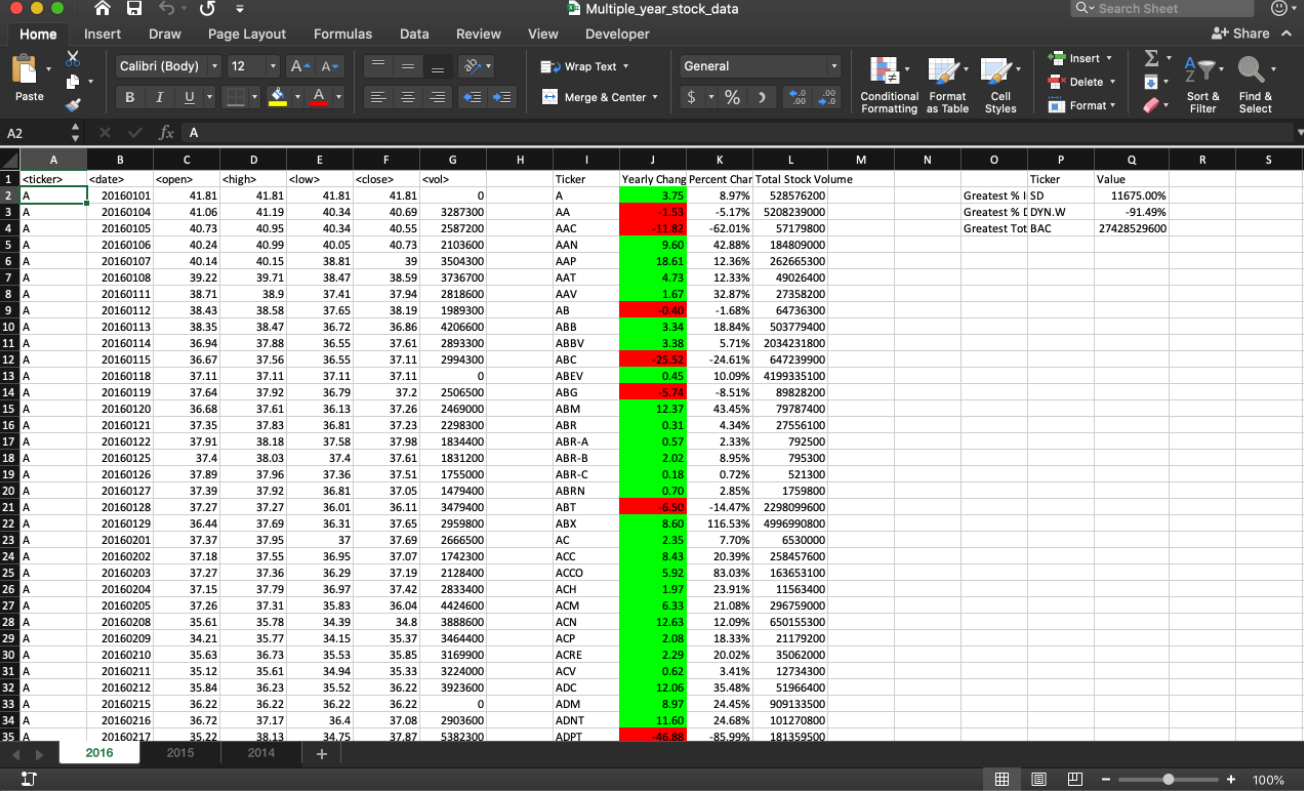 Multiple_year_stock_data
Search Sheet
Home Insert Draw Page Layout Formulas Data Review View Developer Share
Paste Calibri (Body) 12 A A Wrap Text General Insert Σ
B I U A Merge & Center $ % Conditional Formatting Format as Table Cell Styles Delete Format Sort & Filter Find & Select
A2 fx A
A B C D E F G H I J K L M N O P Q R S
1 <ticker> <date> <open> <high> <low> <close> <vol> Ticker Yearly Chang Percent Char Total Stock Volume Ticker Value
2 A 20160101 41.81 41.81 41.81 41.81 0 A 3.75 8.97% 528576200 Greatest % I SD 11675.00%
3 A 20160104 41.06 41.19 40.34 40.69 3287300 AA -1.53 -5.17% 5208239000 Greatest % D DYN.W -91.49%
4 A 20160105 40.73 40.95 40.34 40.55 2587200 AAC -11.82 -62.01% 57179800 Greatest Tot BAC 27428529600
5 A 20160106 40.24 40.99 40.05 40.73 2103600 AAN 9.60 42.88% 184809000
6 A 20160107 40.14 40.15 38.81 39 3504300 AAP 18.61 12.36% 262665300
7 A 20160108 39.22 39.71 38.47 38.59 3736700 AAT 4.73 12.33% 49026400
8 A 20160111 38.71 38.9 37.41 37.94 2818600 AAV 1.67 32.87% 27358200
9 A 20160112 38.43 38.58 37.65 38.19 1989300 AB -0.40 -1.68% 64736300
10 A 20160113 38.35 38.47 36.72 36.86 4206600 ABB 3.34 18.84% 503779400
11 A 20160114 36.94 37.88 36.55 37.61 2893300 ABBV 3.38 5.71% 2034231800
12 A 20160115 36.67 37.56 36.55 37.11 2994300 ABC -25.52 -24.61% 647239900
13 A 20160118 37.11 37.11 37.11 37.11 0 ABEV 0.45 10.09% 4199335100
14 A 20160119 37.64 37.92 36.79 37.2 2506500 ABG -5.74 -8.51% 89828200
15 A 20160120 36.68 37.61 36.13 37.26 2469000 ABM 12.37 43.45% 79787400
16 A 20160121 37.35 37.83 36.81 37.23 2298300 ABR 0.31 4.34% 27556100
17 A 20160122 37.91 38.18 37.58 37.98 1834400 ABR-A 0.57 2.33% 792500
18 A 20160125 37.4 38.03 37.4 37.61 1831200 ABR-B 2.02 8.95% 795300
19 A 20160126 37.89 37.96 37.36 37.51 1755000 ABR-C 0.18 0.72% 521300
20 A 20160127 37.39 37.92 36.81 37.05 1479400 ABRN 0.70 2.85% 1759800
21 A 20160128 37.27 37.27 36.01 36.11 3479400 ABT -6.50 -14.47% 2298099600
22 A 20160129 36.44 37.69 36.31 37.65 2959800 ABX 8.60 116.53% 4996990800
23 A 20160201 37.37 37.95 37 37.69 2666500 AC 2.35 7.70% 6530000
24 A 20160202 37.18 37.55 36.95 37.07 1742300 ACC 8.43 20.39% 258457600
25 A 20160203 37.27 37.36 36.29 37.19 2128400 ACCO 5.92 83.03% 163653100
26 A 20160204 37.15 37.79 36.97 37.42 2833400 ACH 1.97 23.91% 11563400
27 A 20160205 37.26 37.31 35.83 36.04 4424600 ACM 6.33 21.08% 296759000
28 A 20160208 35.61 35.78 34.39 34.8 3888600 ACN 12.63 12.09% 650155300
29 A 20160209 34.21 35.77 34.15 35.37 3464400 ACP 2.08 18.33% 21179200
30 A 20160210 35.63 36.73 35.53 35.85 3169900 ACRE 2.29 20.02% 35062000
31 A 20160211 35.12 35.61 34.94 35.33 3224000 ACV 0.62 3.41% 12734300
32 A 20160212 35.84 36.23 35.52 36.22 3923600 ADC 12.06 35.48% 51966400
33 A 20160215 36.22 36.22 36.22 36.22 0 ADM 8.97 24.45% 909133500
34 A 20160216 36.72 37.17 36.4 37.08 2903600 ADNT 11.60 24.68% 101270800
35 A 20160217 35.22 38.13 34.75 37.87 5382300 ADPT -46.88 -85.99% 181359500
2016 2015 2014 +
100%